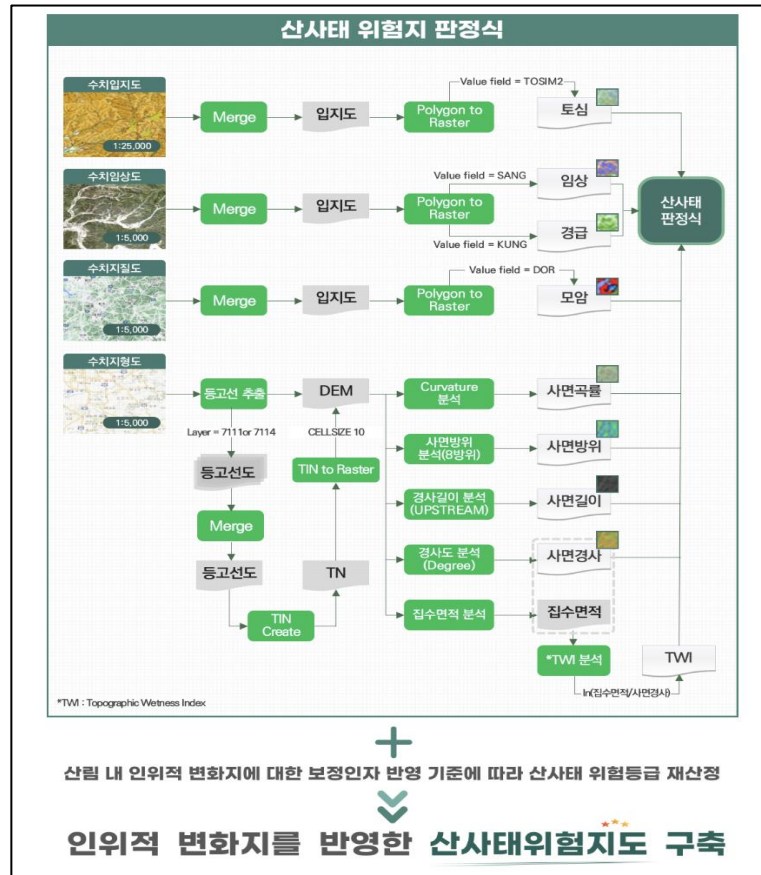 산사태 위험지 판정식
수치입지도
1:25,000
Merge
입지도
Polygon to
Raster
Value field = TOSIM2
토심
수치임상도
1:5,000
Merge
입지도
Polygon to
Raster
Value field = SANG
임상
Value field = KUNG
경급
산사태
판정식
수치지질도
1:5,000
Merge
입지도
Polygon to
Raster
Value field = DOR
모암
수치지형도
1:5,000
등고선 추출
DEM
Curvature
분석
사면곡률
Layer = 7111or 7114
CELLSIZE 10
등고선도
TIN to Raster
사면방위
분석(8방위)
사면방위
Merge
경사길이 분석
(UPSTREAM)
사면길이
등고선도
TN
경사도 분석
(Degree)
사면경사
TIN
Create
집수면적 분석
집수면적
*TWI 분석
TWI
ln(집수면적/사면경사)
*TWI : Topographic Wetness Index
산림 내 인위적 변화지에 대한 보정인자 반영 기준에 따라 산사태 위험등급 재산정
인위적 변화지를 반영한 산사태위험지도 구축